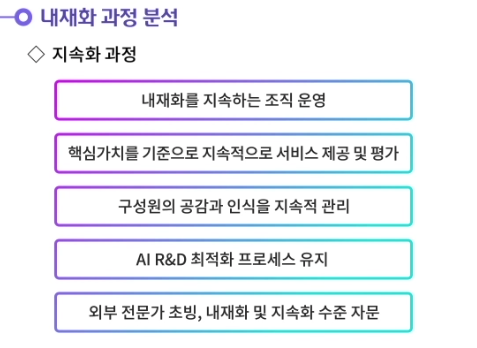 내재화 과정 분석
◇ 지속화 과정
내재화를 지속하는 조직 운영
핵심가치를 기준으로 지속적으로 서비스 제공 및 평가
구성원의 공감과 인식을 지속적 관리
AI R&D 최적화 프로세스 유지
외부 전문가 초빙, 내재화 및 지속화 수준 자문